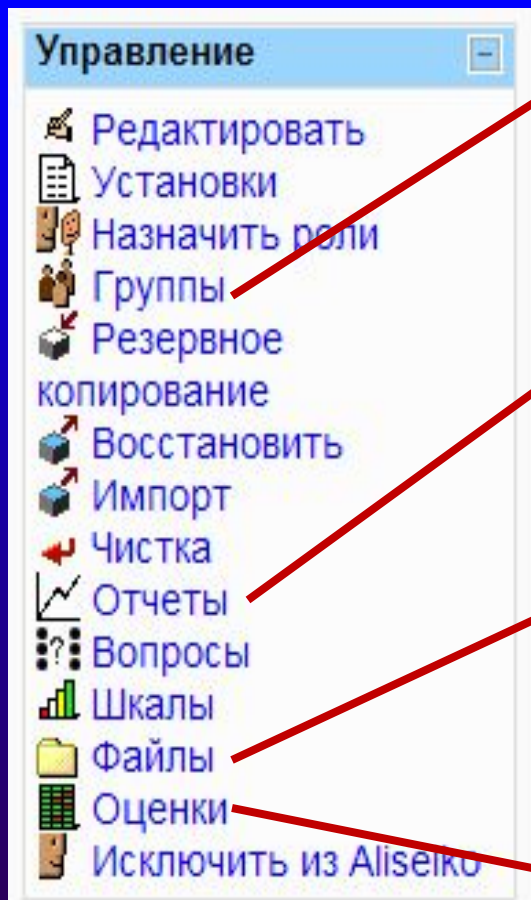 Управление
Редактировать
Установки
Назначить роли
Группы
Резервное
копирование
Восстановить
Импорт
Чистка
Отчеты
Вопросы
Шкалы
Файлы
Оценки
Исключить из Aliseiko